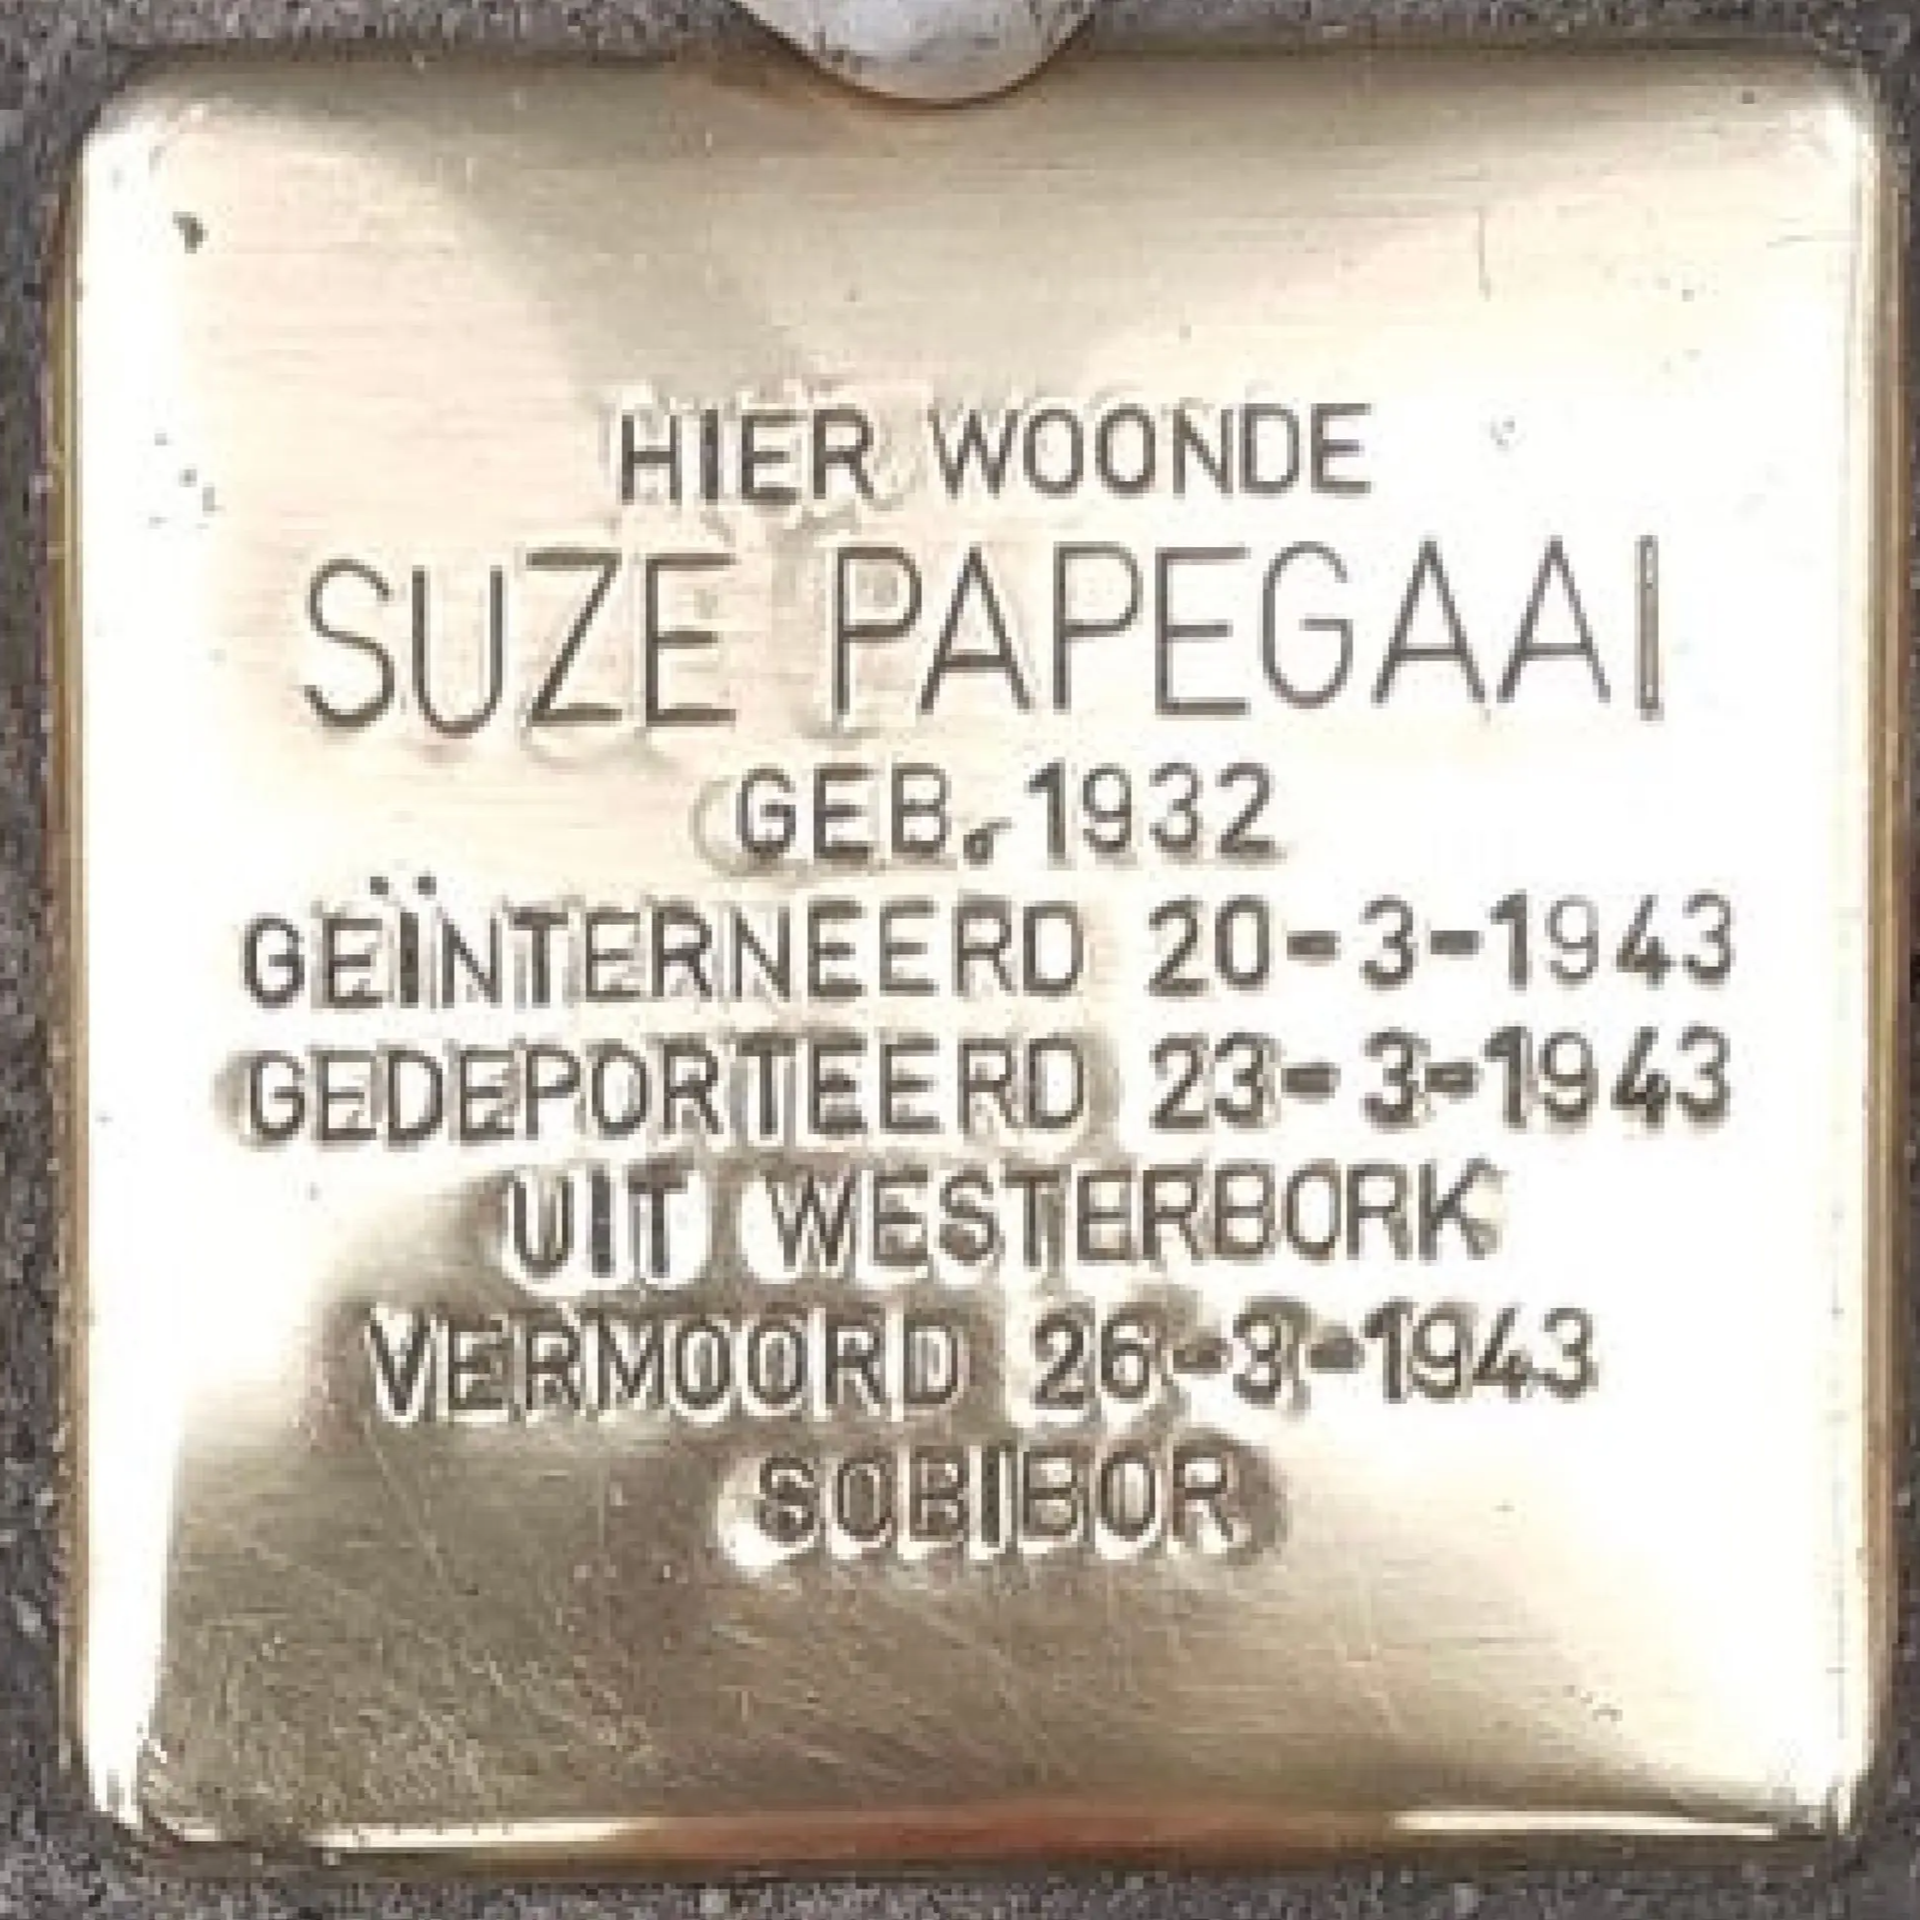 HIER WOONDE
SUZE PAPEGAAI
GEB. 1932
GEÏNTERNEERD 20-3-1943
GEDEPORTEERD 23-3-1943
UIT WESTERBORK
VERMOORD 26-3-1943
SOBIBOR